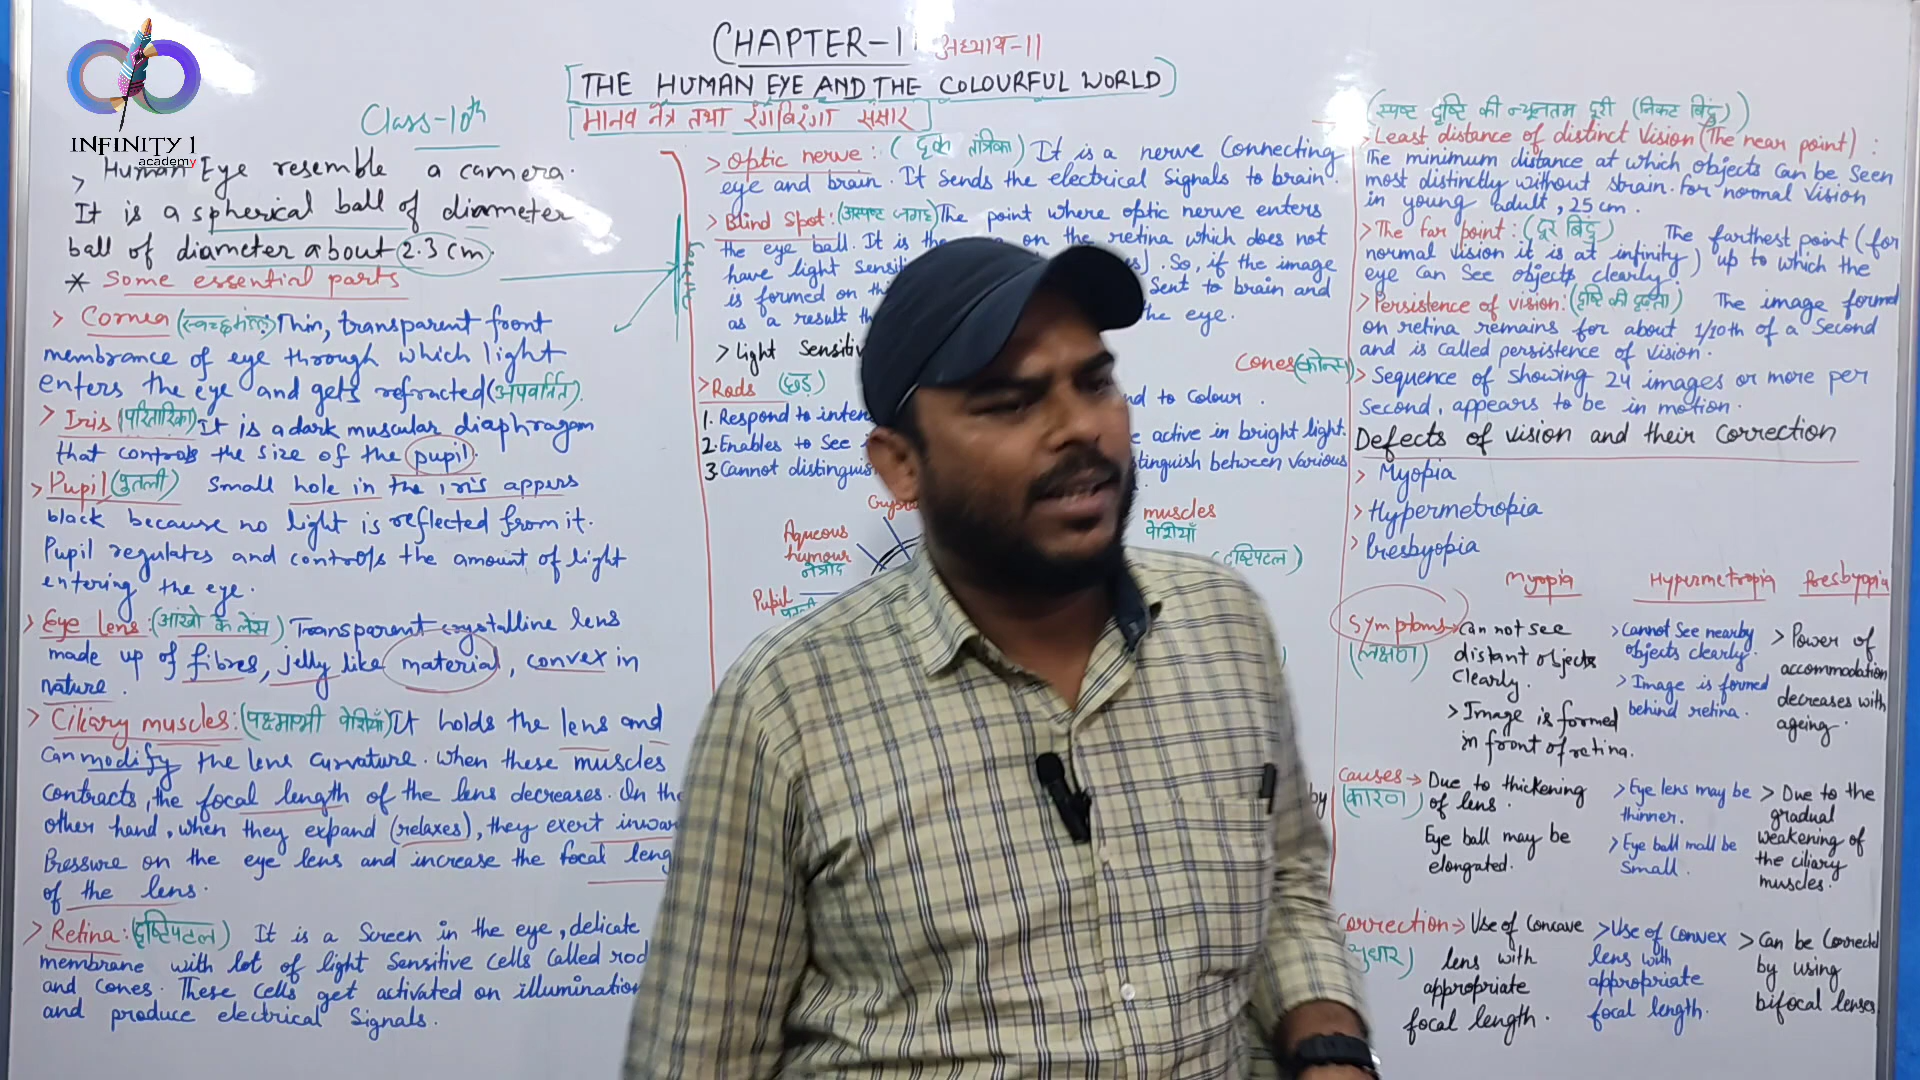 INFINITY 1
academy
CHAPTER-11 अध्याय-11
THE HUMAN EYE AND THE COLOURFUL WORLD
मानव नेत्र तथा रंगबिरंगा संसार
Class-10th
> Human Eye resemble a camera.
It is a spherical ball of diameter
ball of diameter about 2.3 cm.
* Some essential parts
> Cornea (स्वच्छमंडल) Thin, transparent front
membrance of eye through which light
enters the eye and gets refracted (अपवर्तित).
> Iris (परितारिका) It is a dark muscular diaphragm
that controls the size of the pupil.
> Pupil (पुतली) Small hole in the iris appers
black because no light is reflected from it.
Pupil regulates and controls the amount of light
entering the eye.
> Eye lens: (आंखो के लेंस) Transparent crystalline lens
made up of fibres, jelly like material, convex in
nature.
> Ciliary muscles: (पक्ष्माभी पेशियाँ) It holds the lens and
can modify the lens curvature. When these muscles
contracts, the focal length of the lens decreases. On the
other hand, when they expand (relaxes), they exert inwar
Pressure on the eye lens and increase the focal leng
of the lens.
> Retina: (दृष्टिपटल) It is a Screen in the eye, delicate
membrane with lot of light sensitive cells called rod
and cones. These cells get activated on illumination
and produce electrical signals.
> Optic nerve: (दृक तंत्रिका) It is a nerve connecting
eye and brain. It sends the electrical signals to brain
> Blind spot: (अस्पष्ट जगह) The point where optic nerve enters
the eye ball. It is the on the retina which does not
have light sensiti . So, if the image
is formed on thi Sent to brain and
as a result th the eye.
> light sensitiv
> Rods (छड़) Cones (कोन्स)
1. Respond to inten nd to colour.
2. Enables to see i e active in bright light.
3. Cannot distinguis tinguish between various
Cryst
Aqueous
humour
muscles
पेशियाँ
(दृष्टिपटल)
Pupil
by
(स्पष्ट दृष्टि की न्यूनतम दूरी (निकट बिंदु))
> Least distance of distinct vision (The near point) :
The minimum distance at which objects can be seen
most distinctly without strain. for normal vision
in young adult, 25 cm.
> The far point: (दूर बिंदु) The farthest point (for
normal vision it is at infinity) up to which the
eye can see objects clearly.
> Persistence of vision: (दृष्टि की दृढ़ता) The image formed
on retina remains for about 1/10th of a second
and is called persistence of vision.
> Sequence of showing 24 images or more per
second, appears to be in motion.
Defects of vision and their correction
> Myopia
> Hypermetropia
> Presbyopia
Myopia Hypermetropia Presbyopia
Symptoms → Can not see
(लक्षण) distant objects
clearly.
> Image is formed
in front of retina.
> Cannot see nearby
objects clearly.
> Image is formed
behind retina.
> Power of
accommodation
decreases with
ageing.
Causes → Due to thickening
(कारण) of lens.
Eye ball may be
elongated.
> Eye lens may be
thinner.
> Eye ball mall be
small.
> Due to the
gradual
weakening of
the ciliary
muscles.
Correction → Use of concave
lens with
appropriate
focal length.
> Use of convex
lens with
appropriate
focal length.
> Can be corrected
by using
bifocal lenses